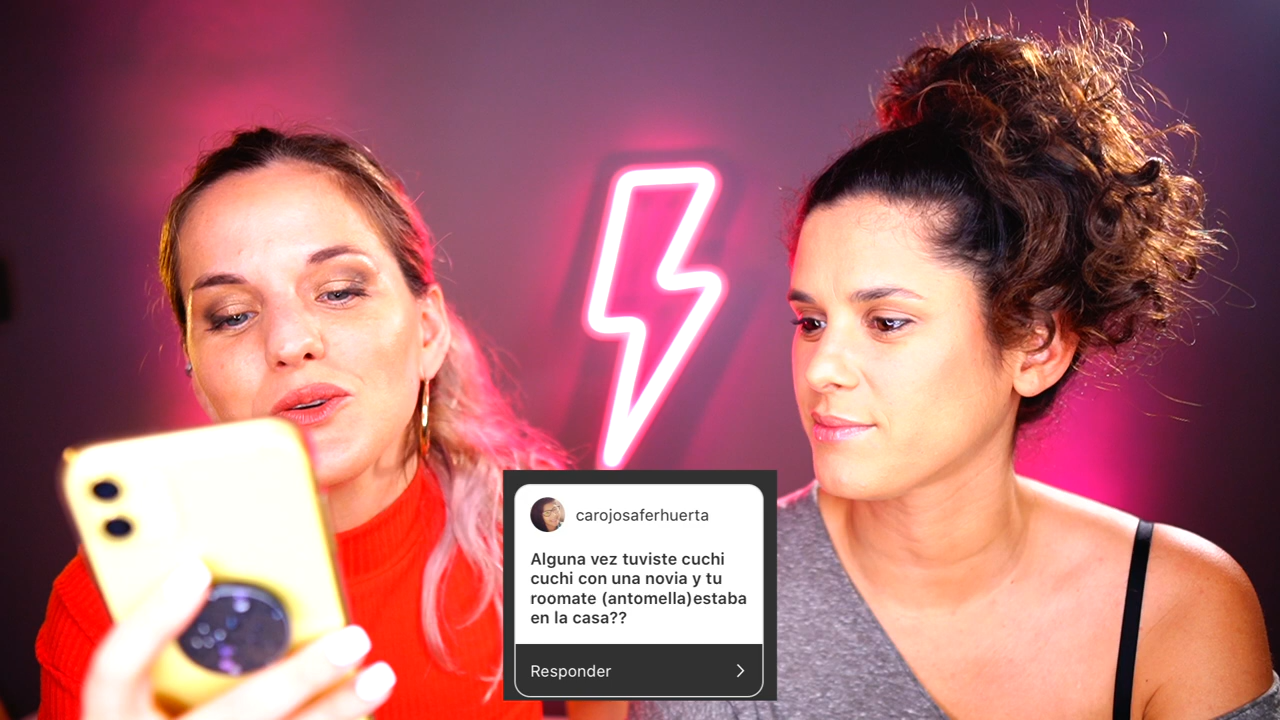 carojosaferhuerta
Alguna vez tuviste cuchi
cuchi con una novia y tu
roomate (antomella)estaba
en la casa??
Responder